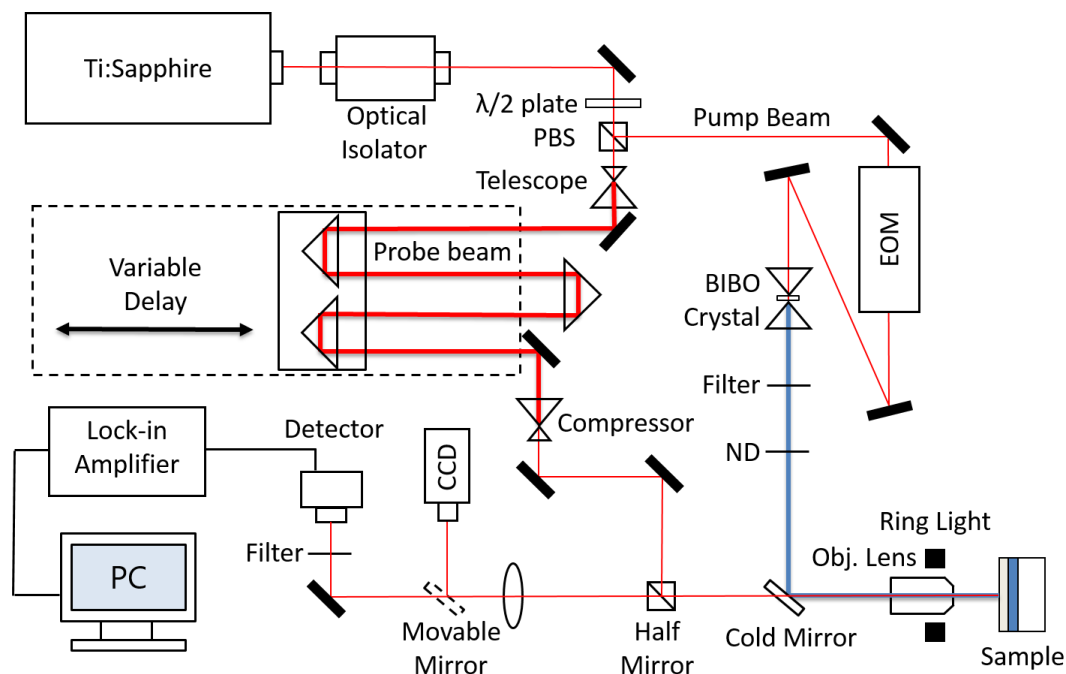 Ti:Sapphire
Optical
Isolator
λ/2 plate
PBS
Pump Beam
Telescope
EOM
Probe beam
Variable
Delay
BIBO
Crystal
Filter
ND
Compressor
Lock-in
Amplifier
Detector
CCD
Filter
PC
Movable
Mirror
Half
Mirror
Cold Mirror
Ring Light
Obj. Lens
Sample